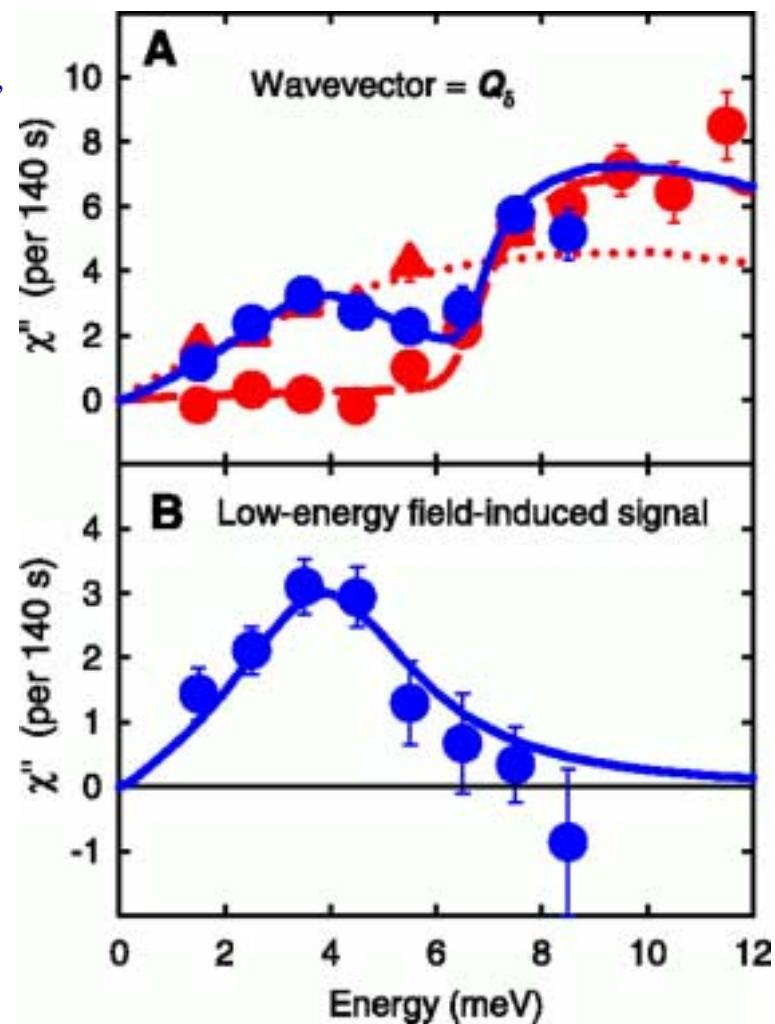 ,
A
Wavevector = Qδ
10
8
6
4
2
0
χ'' (per 140 s)
B Low-energy field-induced signal
4
3
2
1
0
-1
χ'' (per 140 s)
0 2 4 6 8 10 12
Energy (meV)